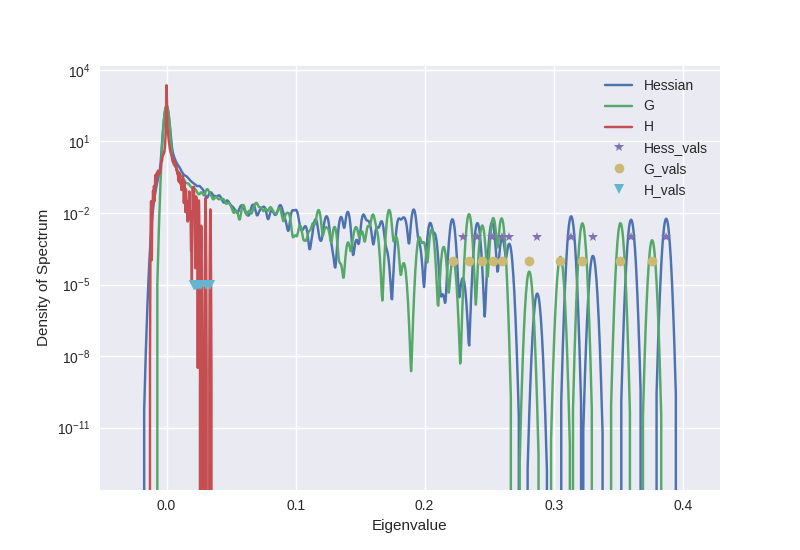 Density of Spectrum
10^4
10^1
10^−2
10^−5
10^−8
10^−11
Hessian
G
H
Hess_vals
G_vals
H_vals
0.0 0.1 0.2 0.3 0.4
Eigenvalue